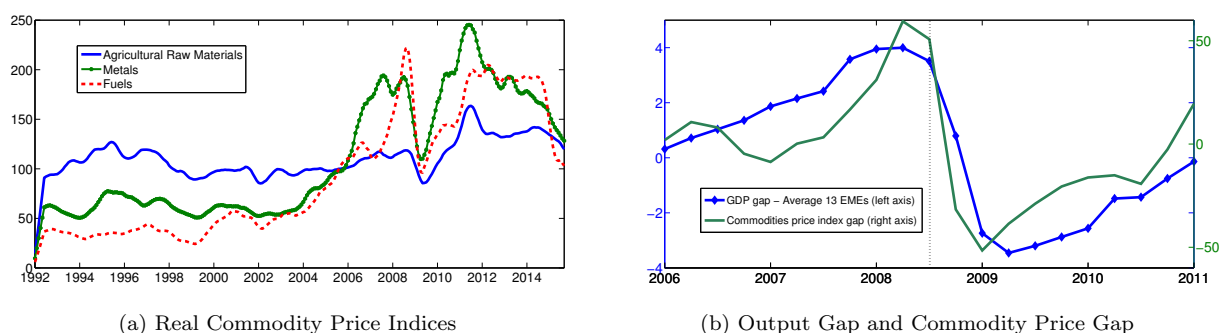 250
200
150
100
50
0
Agricultural Raw Materials
Metals
Fuels
1992 1994 1996 1998 2000 2002 2004 2006 2008 2010 2012 2014
(a) Real Commodity Price Indices
4
2
0
−2
−4
50
0
−50
GDP gap − Average 13 EMEs (left axis)
Commodities price index gap (right axis)
2006 2007 2008 2009 2010 2011
(b) Output Gap and Commodity Price Gap